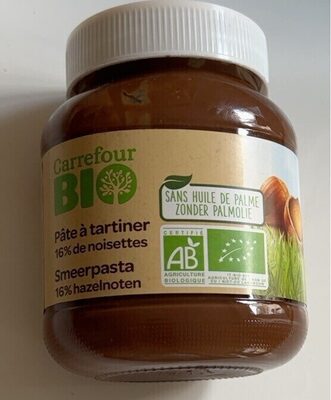 Carrefour
BIO
SANS HUILE DE PALME
ZONDER PALMOLIE
Pâte à tartiner
16% de noisettes
Smeerpasta
16% hazelnoten
CERTIFIÉ
AB
AGRICULTURE
BIOLOGIQUE